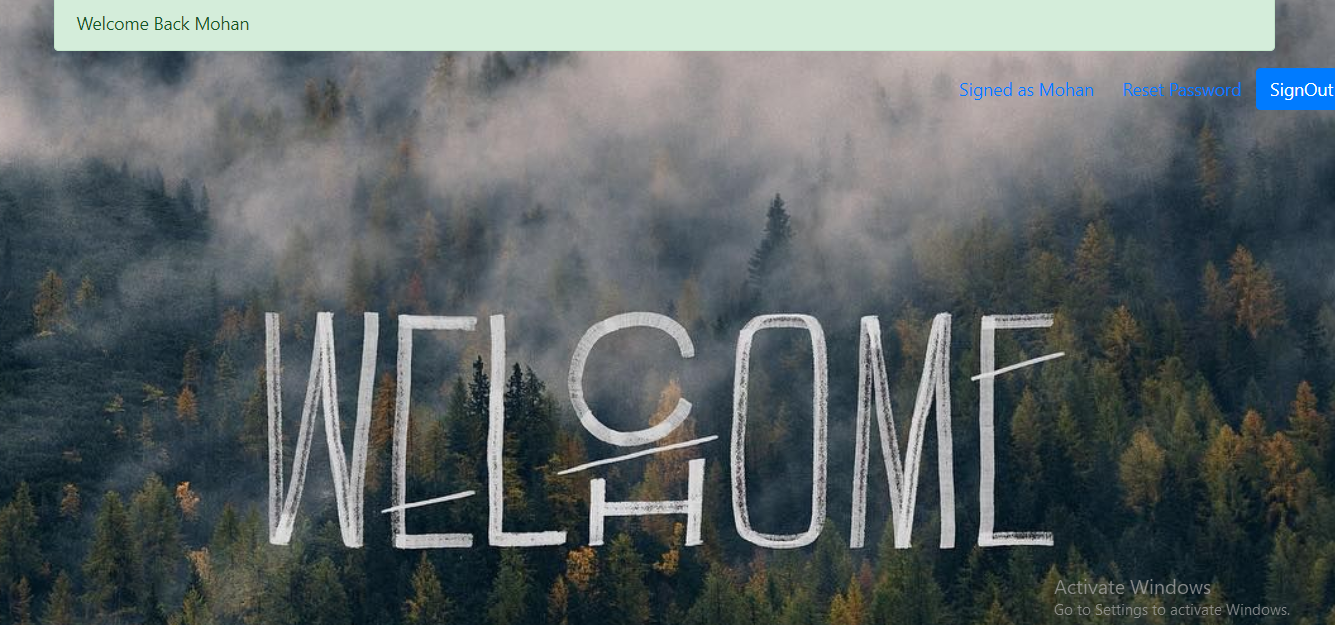 Welcome Back Mohan
Signed as Mohan Reset Password SignOut
WELCOME
H
Activate Windows
Go to Settings to activate Windows.